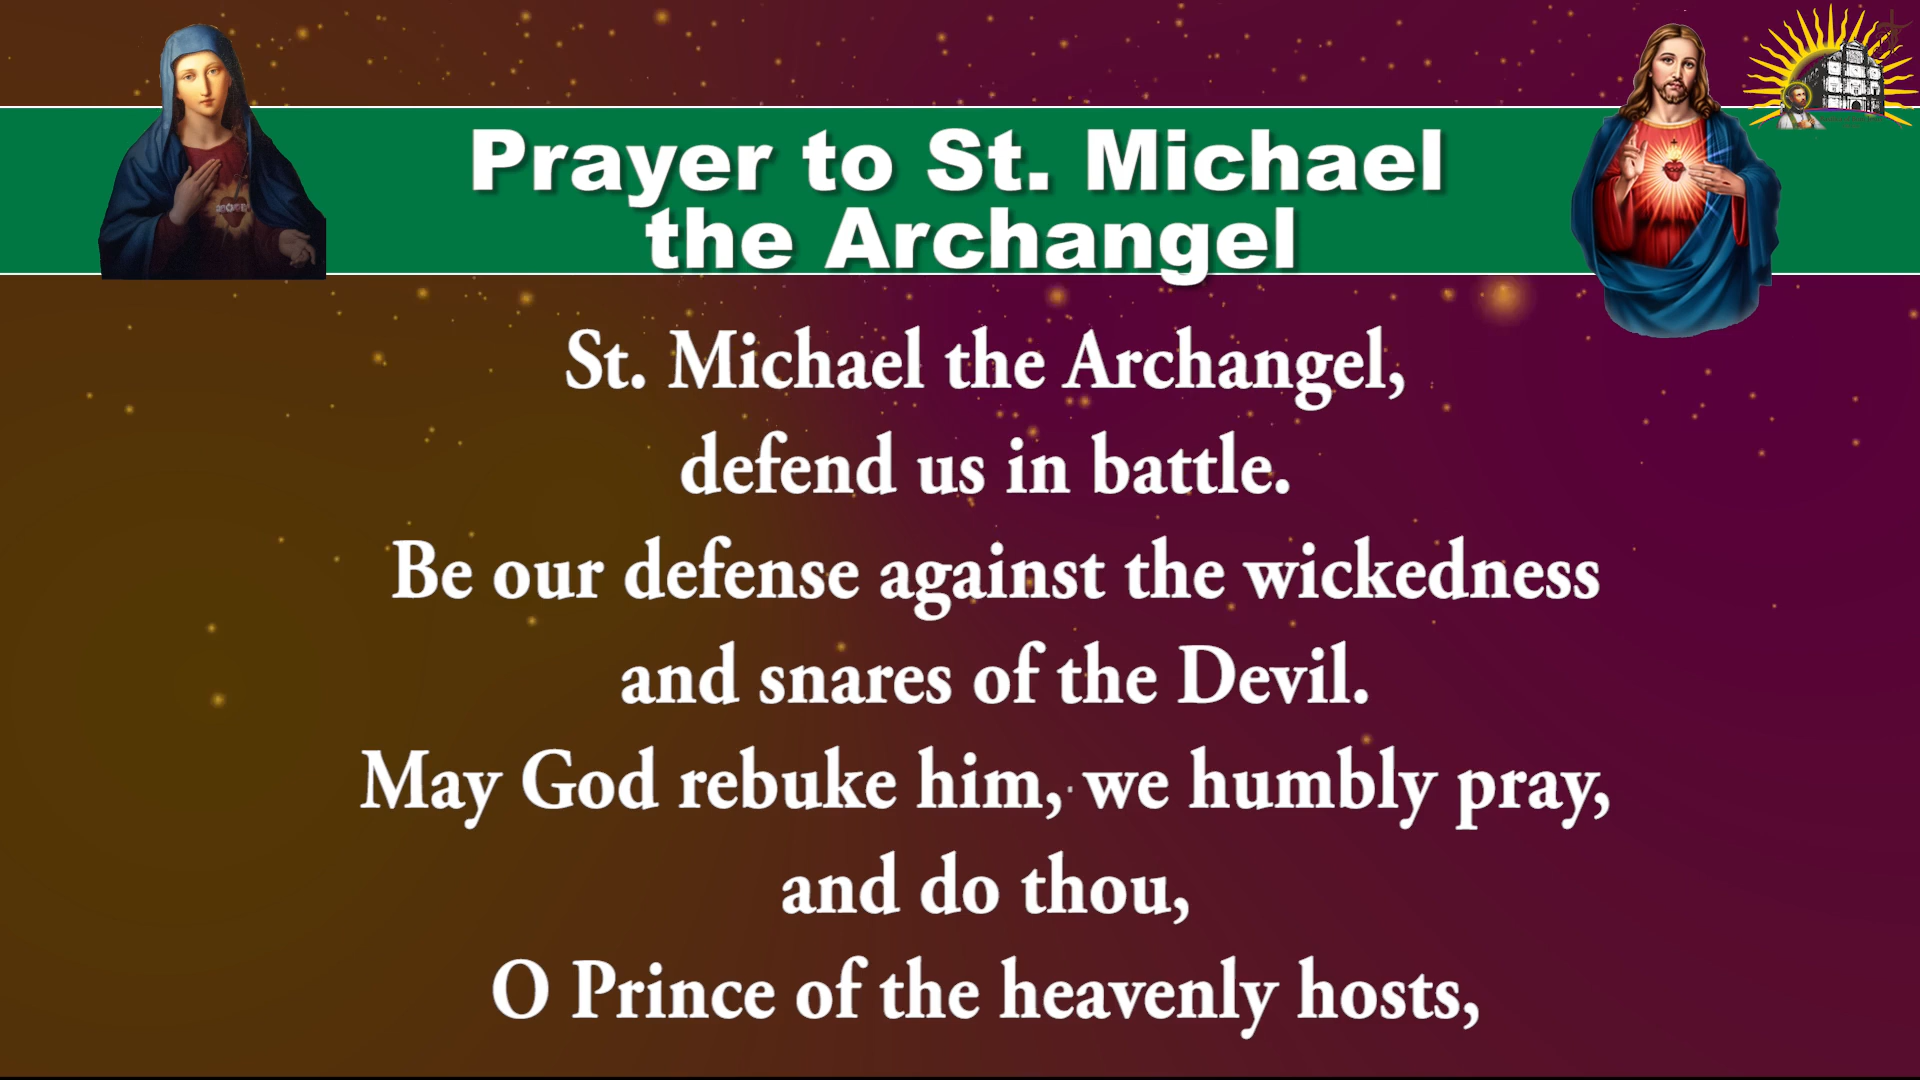 Prayer to St. Michael
the Archangel
St. Michael the Archangel,
defend us in battle.
Be our defense against the wickedness
and snares of the Devil.
May God rebuke him, we humbly pray,
and do thou,
O Prince of the heavenly hosts,